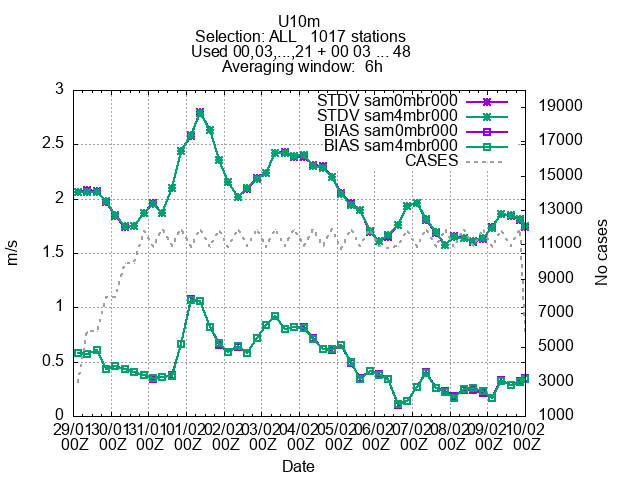 U10m
Selection: ALL   1017 stations
Used 00,03,...,21 + 00 03 ... 48
Averaging window:  6h
STDV sam0mbr000
STDV sam4mbr000
BIAS sam0mbr000
BIAS sam4mbr000
CASES
3
2.5
2
1.5
1
0.5
0
m/s
19000
17000
15000
13000
11000
9000
7000
5000
3000
1000
No cases
29/01 30/01 31/01 01/02 02/02 03/02 04/02 05/02 06/02 07/02 08/02 09/02 10/02
00Z 00Z 00Z 00Z 00Z 00Z 00Z 00Z 00Z 00Z 00Z 00Z 00Z
Date